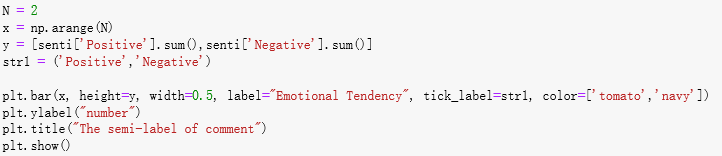 N = 2
x = np.arange(N)
y = [senti['Positive'].sum(),senti['Negative'].sum()]
str1 = ('Positive','Negative')
plt.bar(x, height=y, width=0.5, label="Emotional Tendency", tick_label=str1, color=['tomato','navy'])
plt.ylabel("number")
plt.title("The semi-label of comment")
plt.show()